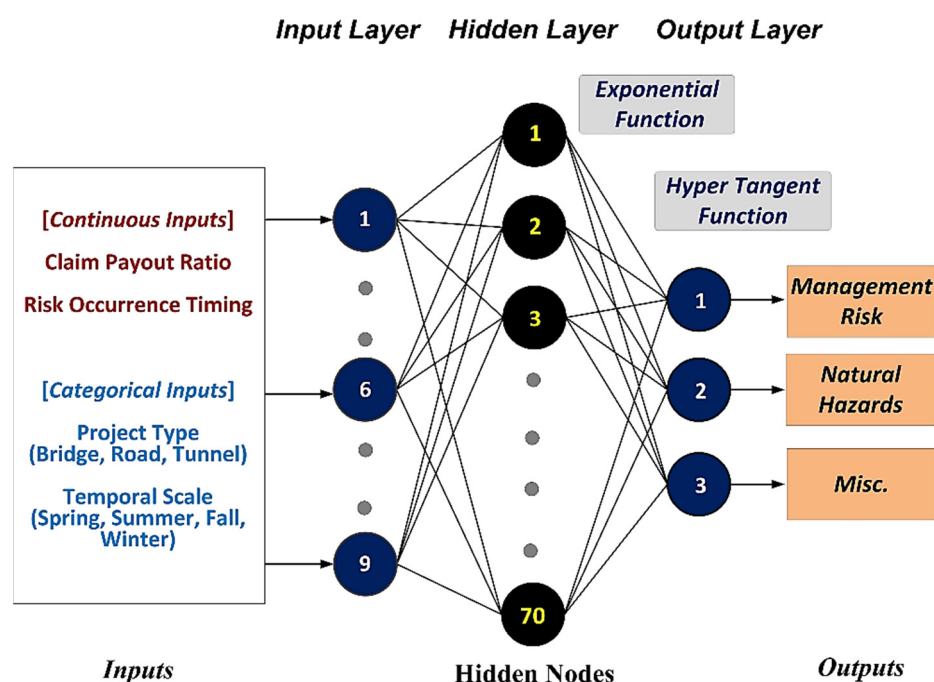 Input Layer
Hidden Layer
Output Layer
Exponential
Function
Hyper Tangent
Function
[Continuous Inputs]
Claim Payout Ratio
Risk Occurrence Timing
[Categorical Inputs]
Project Type
(Bridge, Road, Tunnel)
Temporal Scale
(Spring, Summer, Fall,
Winter)
1
6
9
1
2
3
70
1
2
3
Management
Risk
Natural
Hazards
Misc.
Inputs
Hidden Nodes
Outputs